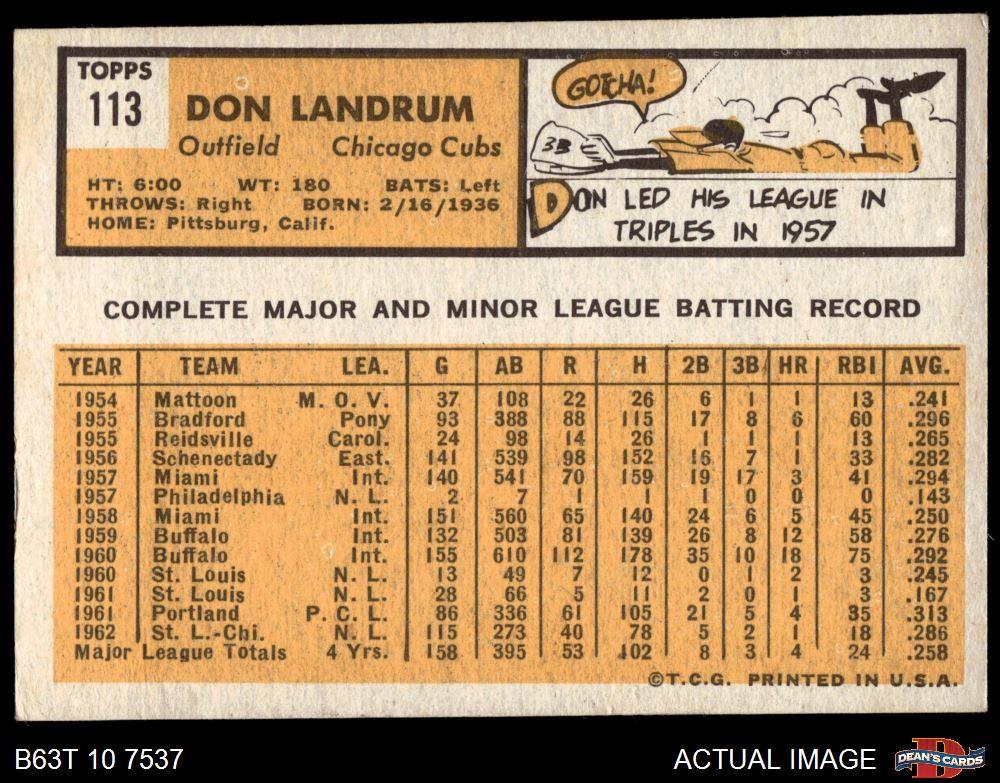 TOPPS
113
DON LANDRUM
Outfield Chicago Cubs
HT: 6:00 WT: 180 BATS: Left
THROWS: Right BORN: 2/16/1936
HOME: Pittsburg, Calif.
GOTCHA!
3B
DON LED HIS LEAGUE IN
TRIPLES IN 1957
COMPLETE MAJOR AND MINOR LEAGUE BATTING RECORD
YEAR TEAM LEA. G AB R H 2B 3B HR RBI AVG.
1954 Mattoon M. O. V. 37 108 22 26 6 1 1 13 .241
1955 Bradford Pony 93 388 88 115 17 8 6 60 .296
1955 Reidsville Carol. 24 98 14 26 1 1 1 13 .265
1956 Schenectady East. 141 539 98 152 16 7 1 33 .282
1957 Miami Int. 140 541 70 159 19 17 3 41 .294
1957 Philadelphia N. L. 2 7 1 1 1 0 0 0 .143
1958 Miami Int. 151 560 65 140 24 6 5 45 .250
1959 Buffalo Int. 132 503 81 139 26 8 12 58 .276
1960 Buffalo Int. 155 610 112 178 35 10 18 75 .292
1960 St. Louis N. L. 13 49 7 12 0 1 2 3 .245
1961 St. Louis N. L. 28 66 5 11 2 0 1 3 .167
1961 Portland P. C. L. 86 336 61 105 21 5 4 35 .313
1962 St. L.-Chi. N. L. 115 273 40 78 5 2 1 18 .286
Major League Totals 4 Yrs. 158 395 53 102 8 3 4 24 .258
©T.C.G. PRINTED IN U.S.A.
B63T 10 7537 ACTUAL IMAGE DEAN'S CARDS